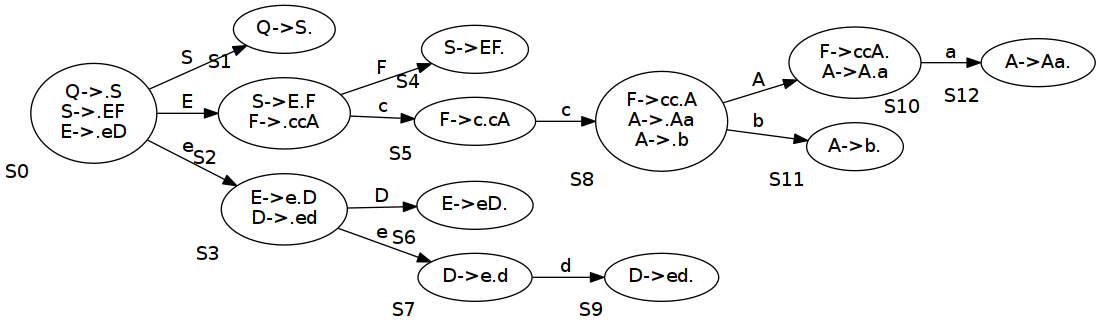 Q->.S
S->.EF
E->.eD
S0
S
Q->S.
S1
E
S->E.F
F->.ccA
S2
e
E->e.D
D->.ed
S3
F
S->EF.
S4
c
F->c.cA
S5
D
E->eD.
S6
e
D->e.d
S7
c
F->cc.A
A->.Aa
A->.b
S8
d
D->ed.
S9
A
F->ccA.
A->A.a
S10
b
A->b.
S11
a
A->Aa.
S12